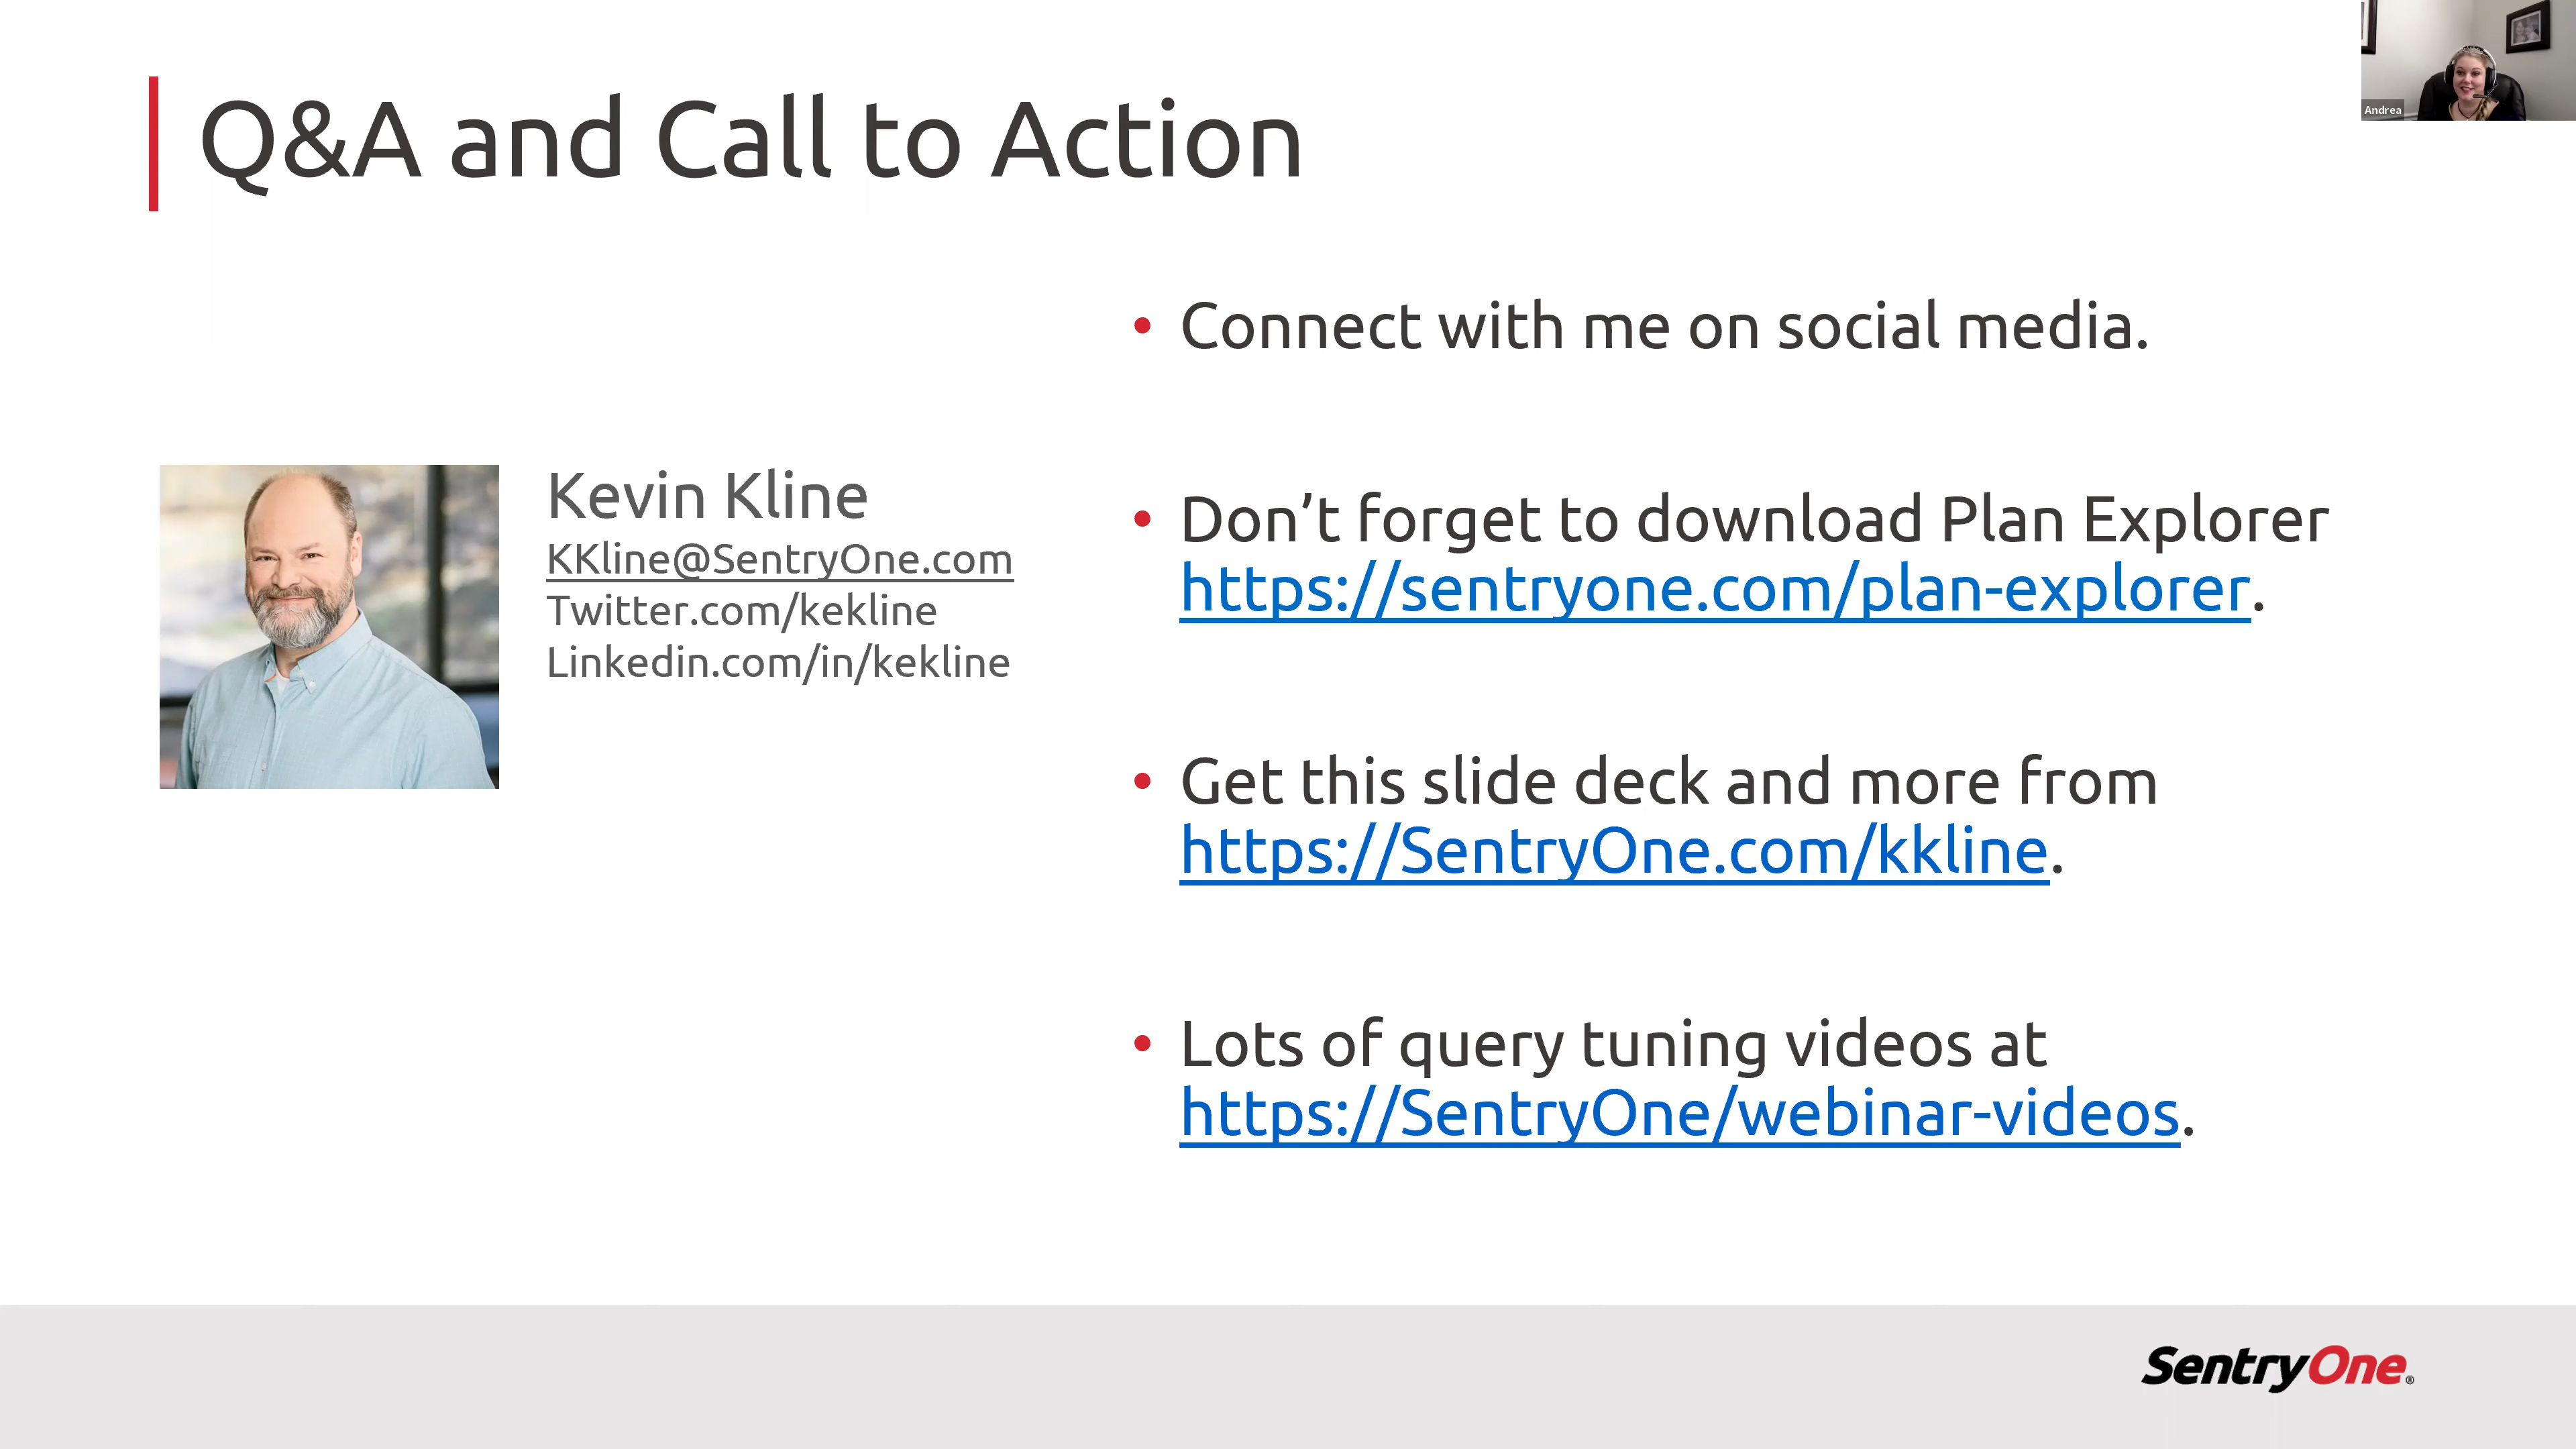 Andrea
Q&A and Call to Action
Kevin Kline
KKline@SentryOne.com
Twitter.com/kekline
Linkedin.com/in/kekline
• Connect with me on social media.
• Don’t forget to download Plan Explorer
https://sentryone.com/plan-explorer.
• Get this slide deck and more from
https://SentryOne.com/kkline.
• Lots of query tuning videos at
https://SentryOne/webinar-videos.
SentryOne®